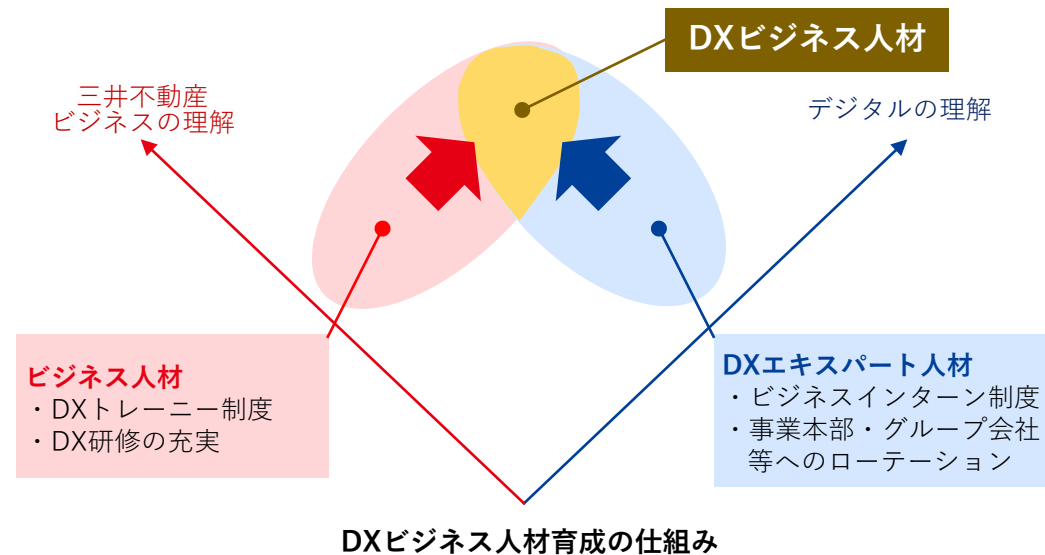 DXビジネス人材
三井不動産
ビジネスの理解
デジタルの理解
ビジネス人材
・DXトレーニー制度
・DX研修の充実
DXエキスパート人材
・ビジネスインターン制度
・事業本部・グループ会社
等へのローテーション
DXビジネス人材育成の仕組み